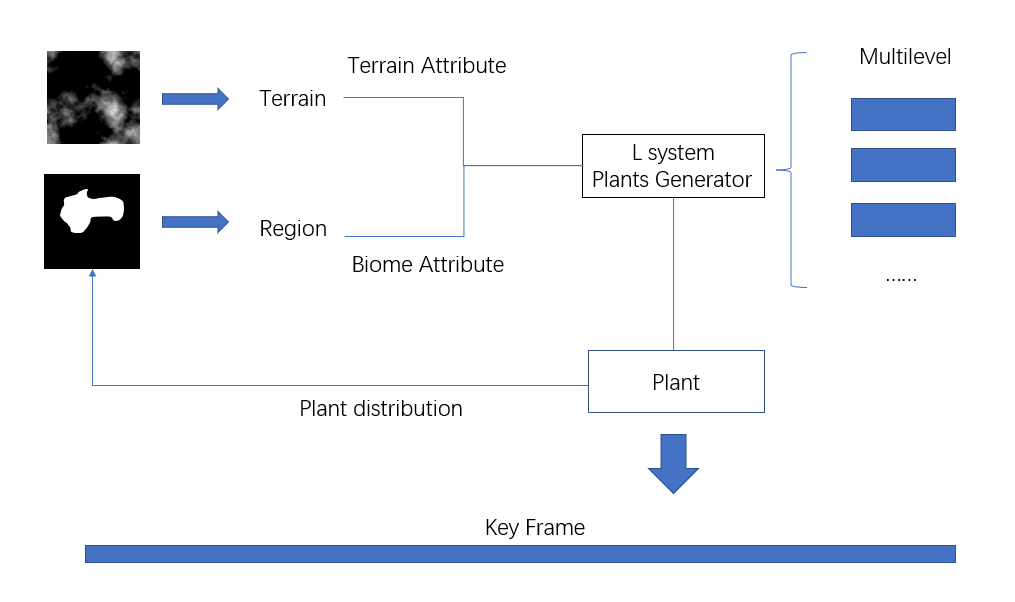 Terrain Attribute
Multilevel
Terrain
L system
Plants Generator
Region
Biome Attribute
......
Plant
Plant distribution
Key Frame